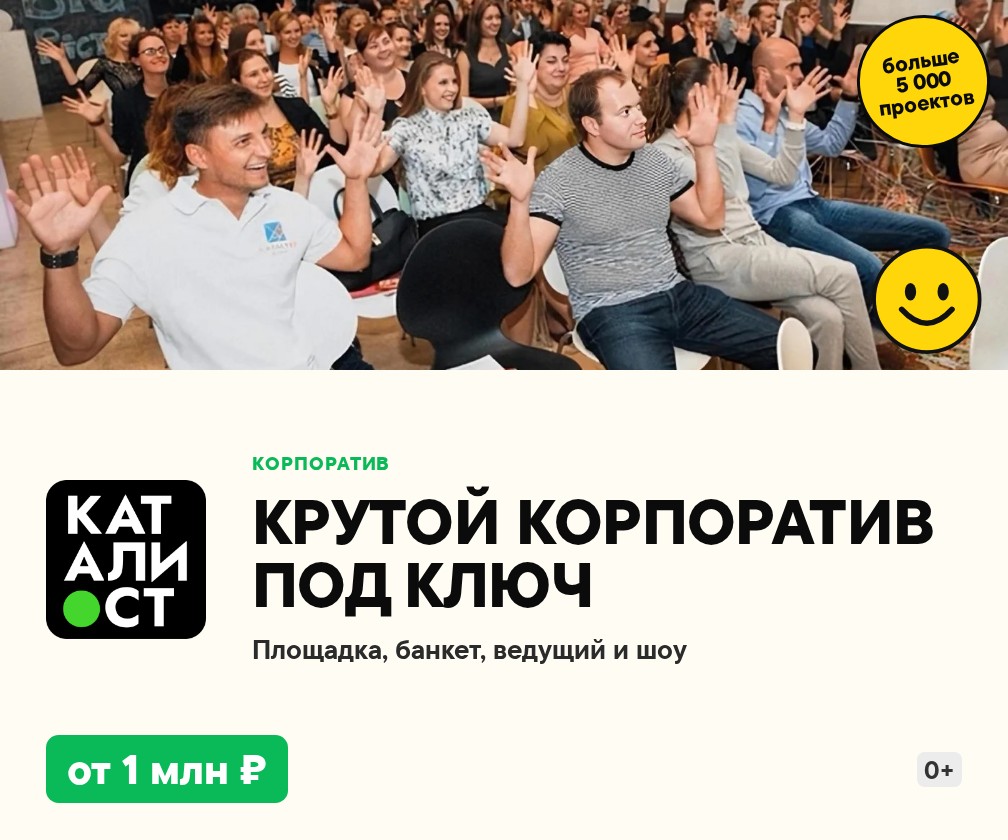 больше
5 000
проектов
КОРПОРАТИВ
КАТ
АЛИ
СТ
КРУТОЙ КОРПОРАТИВ
ПОД КЛЮЧ
Площадка, банкет, ведущий и шоу
от 1 млн ₽
0+